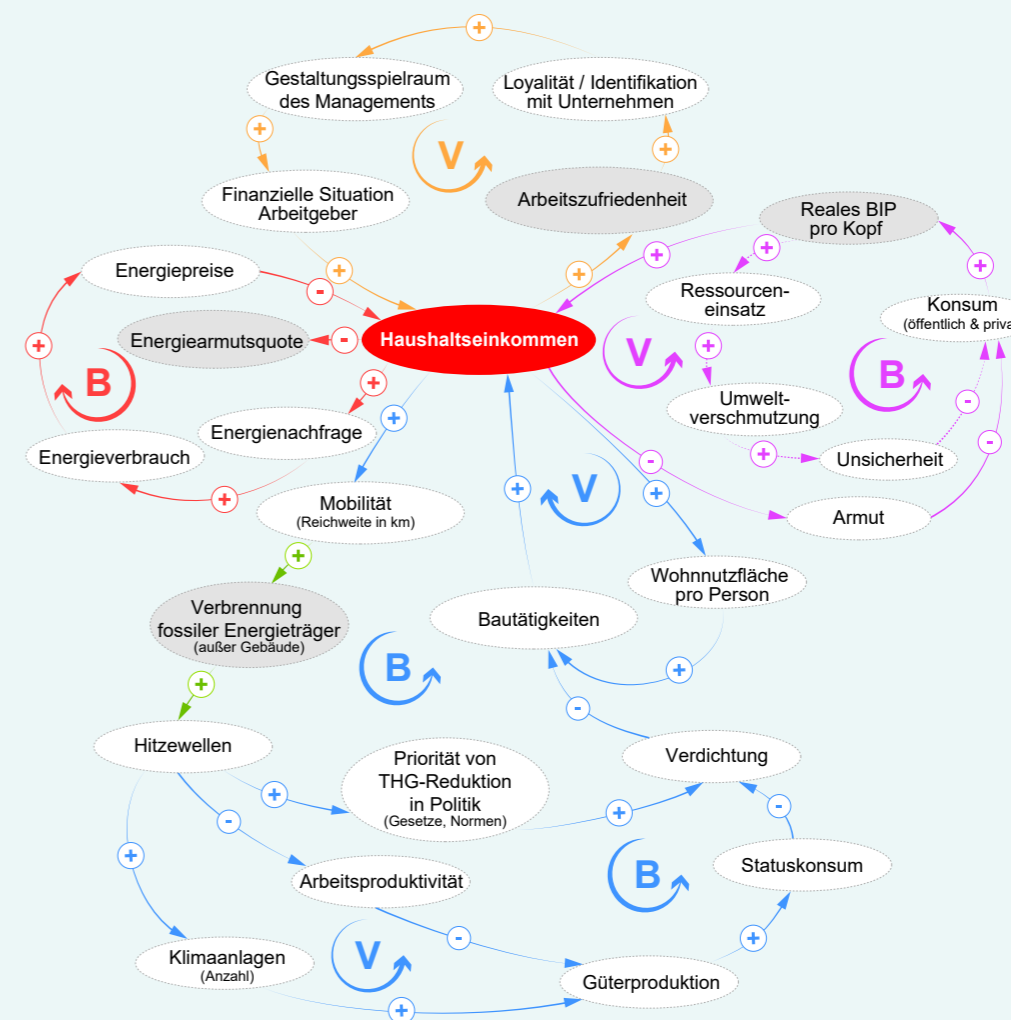 +
Gestaltungsspielraum
des Managements
Loyalität / Identifikation
mit Unternehmen
+
V
+
Finanzielle Situation
Arbeitgeber
Arbeitszufriedenheit
Reales BIP
pro Kopf
+
+
+
+
+
Energiepreise
-
Ressourcen-
einsatz
Konsum
(öffentlich & priva
Energiearmutsquote
-
Haushaltseinkommen
+
B
+
V
+
B
Umwelt-
verschmutzung
-
+
Energienachfrage
Energieverbrauch
+
-
+
Unsicherheit
-
+
V
+
+
Mobilität
(Reichweite in km)
Armut
+
Wohnnutzfläche
pro Person
Verbrennung
fossiler Energieträger
(außer Gebäude)
Bautätigkeiten
B
+
+
-
Hitzewellen
Priorität von
THG-Reduktion
in Politik
(Gesetze, Normen)
Verdichtung
+
-
+
-
+
Arbeitsproduktivität
B
Statuskonsum
-
+
Klimaanlagen
(Anzahl)
V
Güterproduktion
+